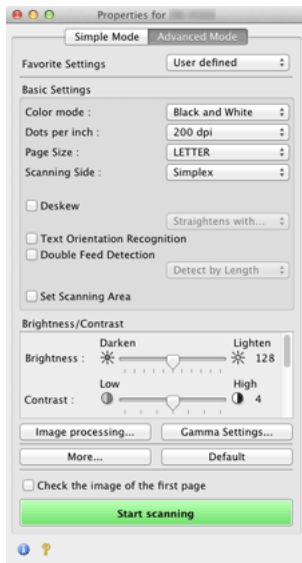 Properties for
Simple Mode Advanced Mode
Favorite Settings User defined
Basic Settings
Color mode : Black and White
Dots per inch : 200 dpi
Page Size : LETTER
Scanning Side : Simplex
Deskew
Straightens with...
Text Orientation Recognition
Double Feed Detection
Detect by Length
Set Scanning Area
Brightness/Contrast
Darken Lighten
Brightness : 128
Low High
Contrast : 4
Image processing... Gamma Settings...
More... Default
Check the image of the first page
Start scanning